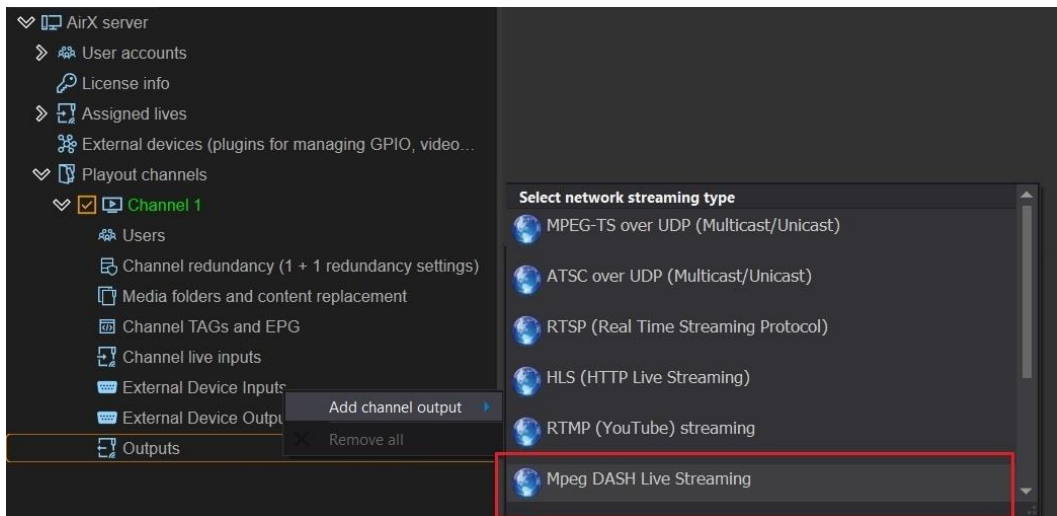 AirX server
User accounts
License info
Assigned lives
External devices (plugins for managing GPIO, video...
Playout channels
Channel 1
Users
Channel redundancy (1 + 1 redundancy settings)
Media folders and content replacement
Channel TAGs and EPG
Channel live inputs
External Device Inputs
External Device Outpu
Outputs
Add channel output
Remove all
Select network streaming type
MPEG-TS over UDP (Multicast/Unicast)
ATSC over UDP (Multicast/Unicast)
RTSP (Real Time Streaming Protocol)
HLS (HTTP Live Streaming)
RTMP (YouTube) streaming
Mpeg DASH Live Streaming